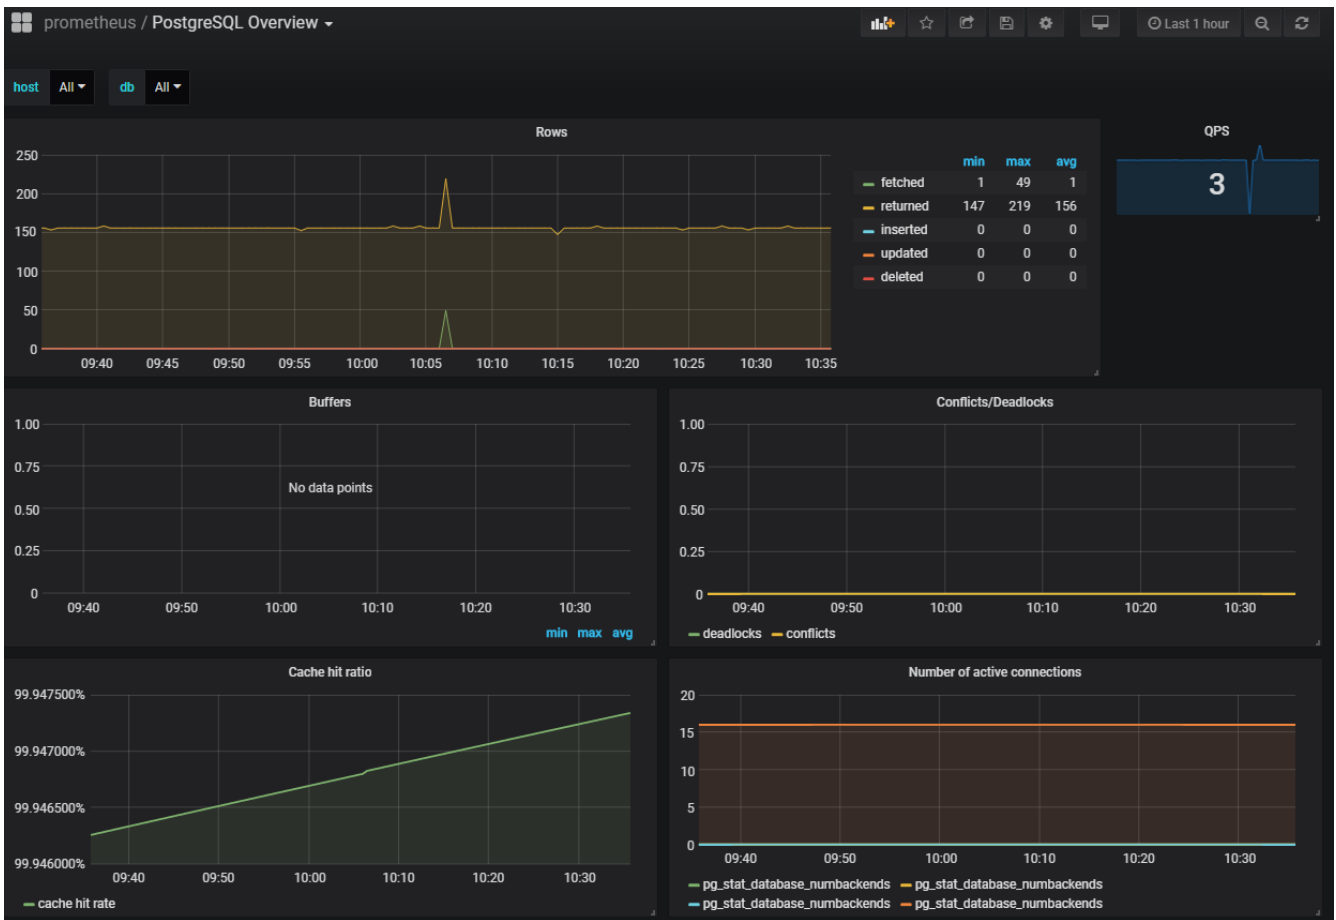 prometheus / PostgreSQL Overview
Last 1 hour
host All db All
Rows
250
200
150
100
50
0
09:40 09:45 09:50 09:55 10:00 10:05 10:10 10:15 10:20 10:25 10:30 10:35
min max avg
fetched 1 49 1
returned 147 219 156
inserted 0 0 0
updated 0 0 0
deleted 0 0 0
QPS
3
Buffers
1.00
0.75
No data points
0.50
0.25
0
09:40 09:50 10:00 10:10 10:20 10:30
min max avg
Conflicts/Deadlocks
1.00
0.75
0.50
0.25
0
09:40 09:50 10:00 10:10 10:20 10:30
deadlocks conflicts
Cache hit ratio
99.947500%
99.947000%
99.946500%
99.946000%
09:40 09:50 10:00 10:10 10:20 10:30
cache hit rate
Number of active connections
20
15
10
5
0
09:40 09:50 10:00 10:10 10:20 10:30
pg_stat_database_numbackends pg_stat_database_numbackends
pg_stat_database_numbackends pg_stat_database_numbackends